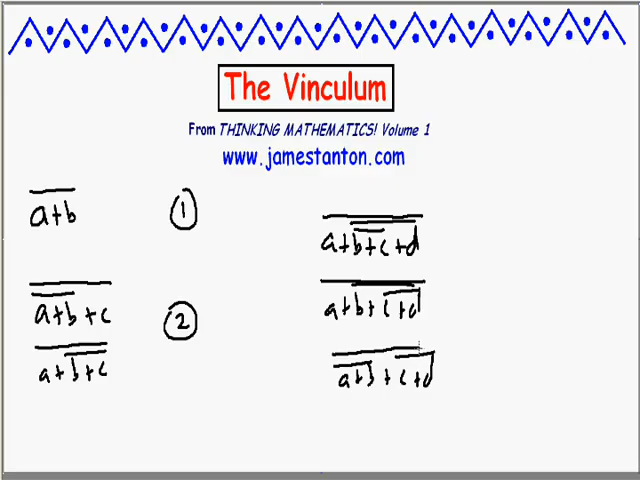 The Vinculum
From THINKING MATHEMATICS! Volume 1
www.jamestanton.com
a+b ①
a+b+c ②
a+b+c
a+b+c+d
a+b+c+d
a+b+c+d